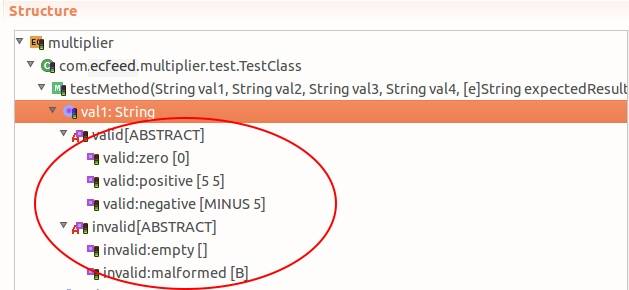 Structure
multiplier
com.ecfeed.multiplier.test.TestClass
testMethod(String val1, String val2, String val3, String val4, [e]String expectedResult
val1: String
valid[ABSTRACT]
valid:zero [0]
valid:positive [5 5]
valid:negative [MINUS 5]
invalid[ABSTRACT]
invalid:empty []
invalid:malformed [B]